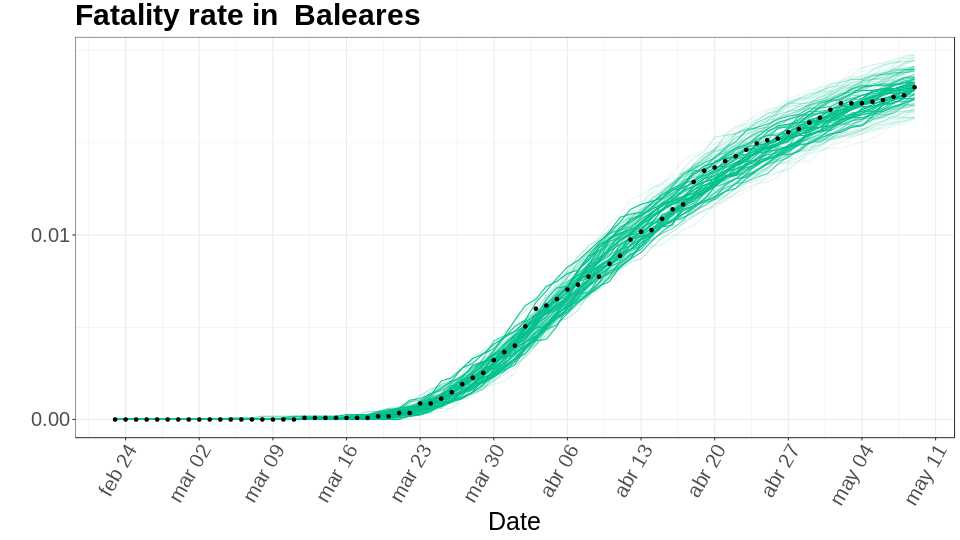 Fatality rate in  Baleares
0.01
0.00
feb 24
mar 02
mar 09
mar 16
mar 23
mar 30
abr 06
abr 13
abr 20
abr 27
may 04
may 11
Date